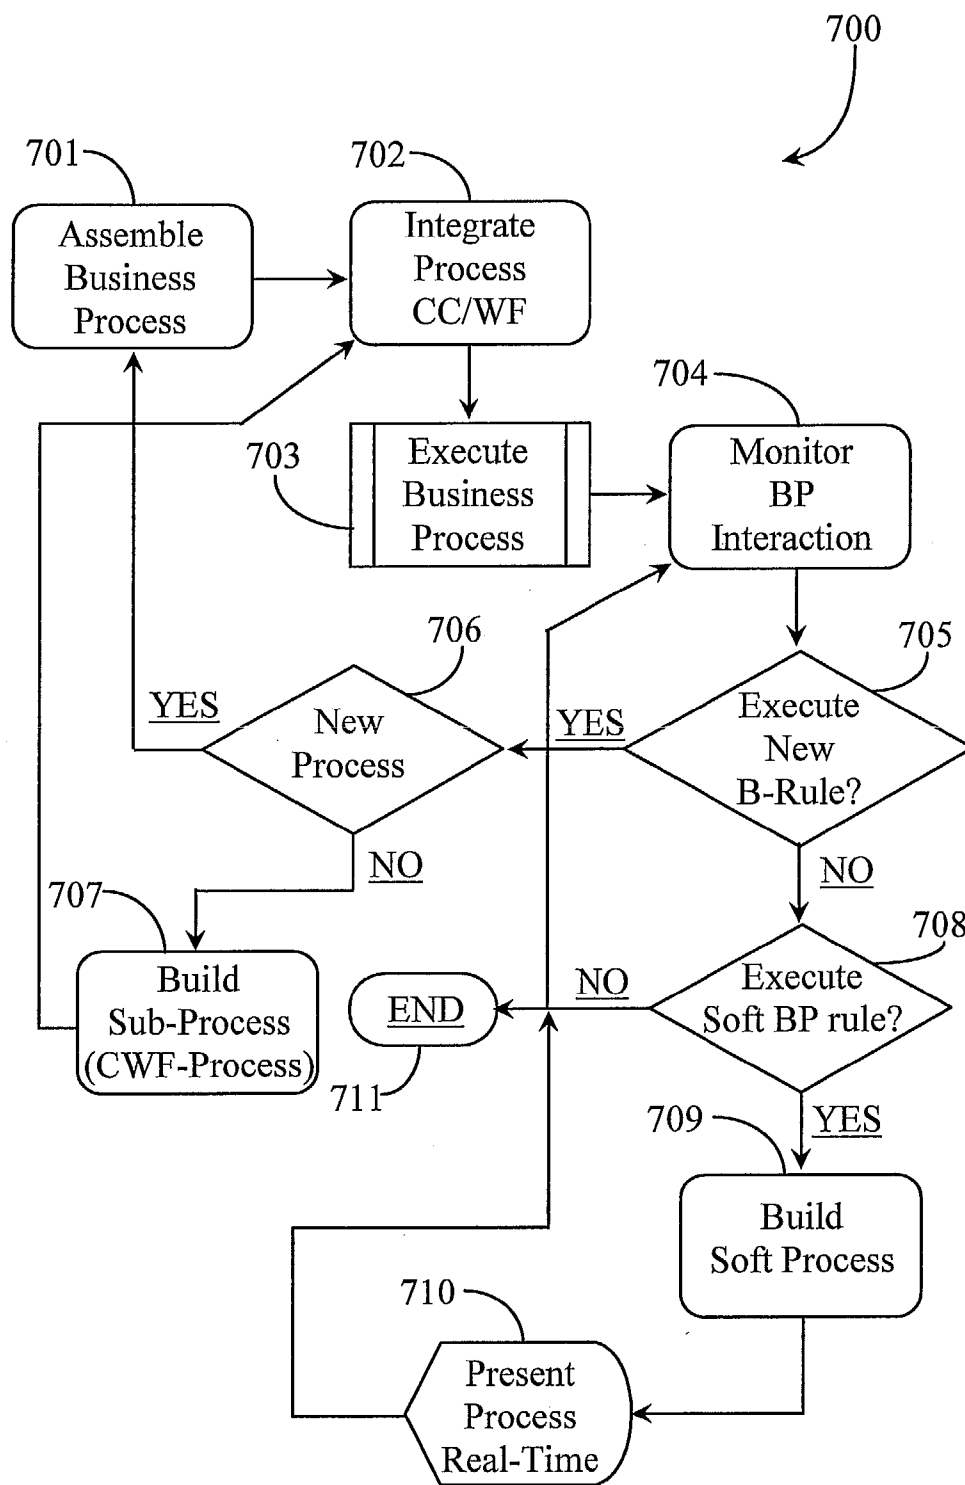 700
701
702
Assemble
Business
Process
Integrate
Process
CC/WF
704
703
Execute
Business
Process
Monitor
BP
Interaction
706
705
YES
New
Process
YES
Execute
New
B-Rule?
NO
NO
707
708
Build
Sub-Process
(CWF-Process)
END
NO
Execute
Soft BP rule?
711
709
YES
Build
Soft Process
710
Present
Process
Real-Time